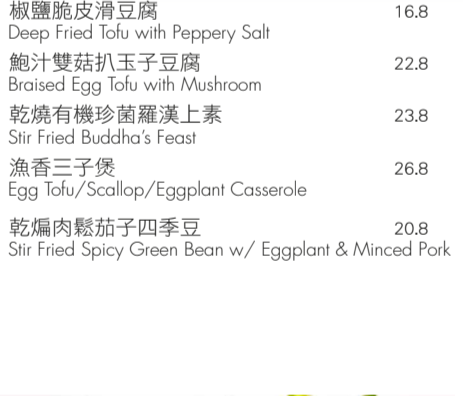 椒鹽脆皮滑豆腐 16.8
Deep Fried Tofu with Peppery Salt
鮑汁雙菇扒玉子豆腐 22.8
Braised Egg Tofu with Mushroom
乾燒有機珍菌羅漢上素 23.8
Stir Fried Buddha's Feast
漁香三子煲 26.8
Egg Tofu/Scallop/Eggplant Casserole
乾煸肉鬆茄子四季豆 20.8
Stir Fried Spicy Green Bean w/ Eggplant & Minced Pork